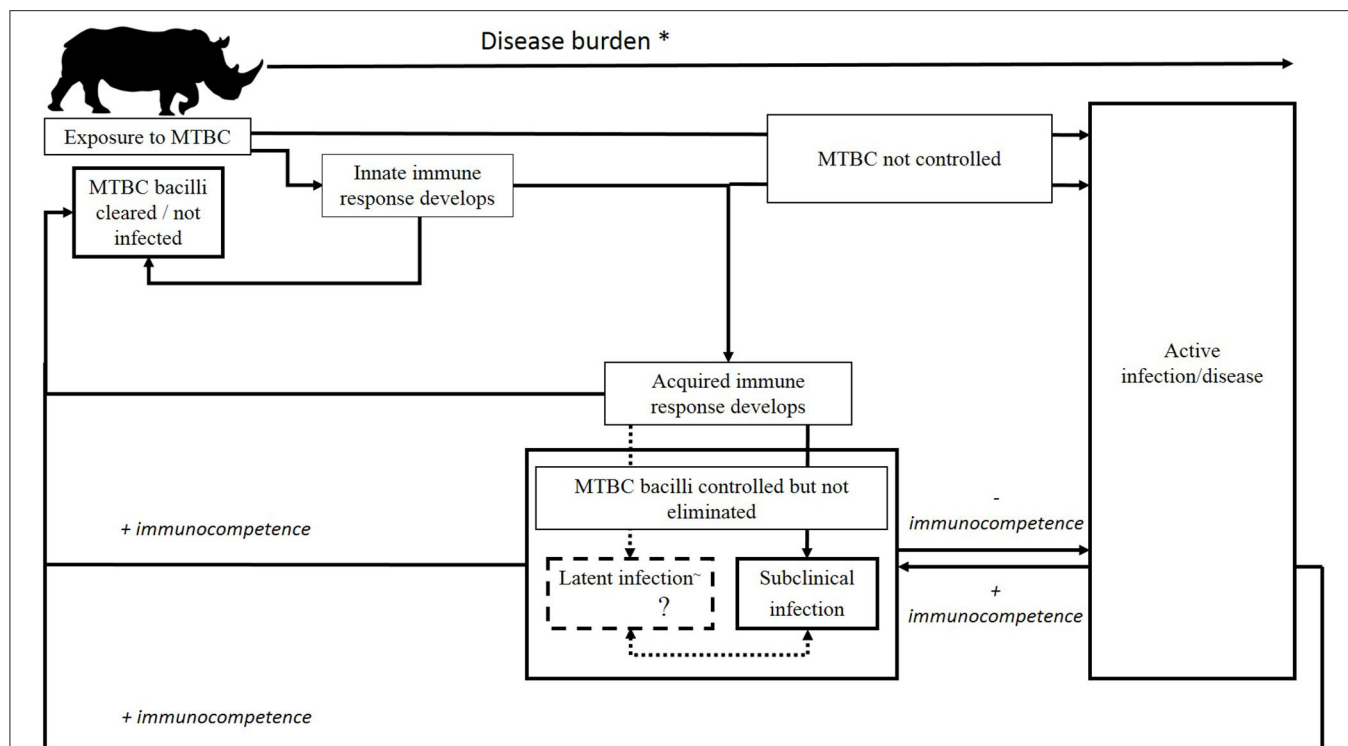 Disease burden *
Exposure to MTBC
MTBC not controlled
Innate immune
response develops
MTBC bacilli
cleared / not
infected
Active
infection/disease
Acquired immune
response develops
MTBC bacilli controlled but not
eliminated
+ immunocompetence
-
immunocompetence
Latent infection~
?
Subclinical
infection
+
immunocompetence
+ immunocompetence